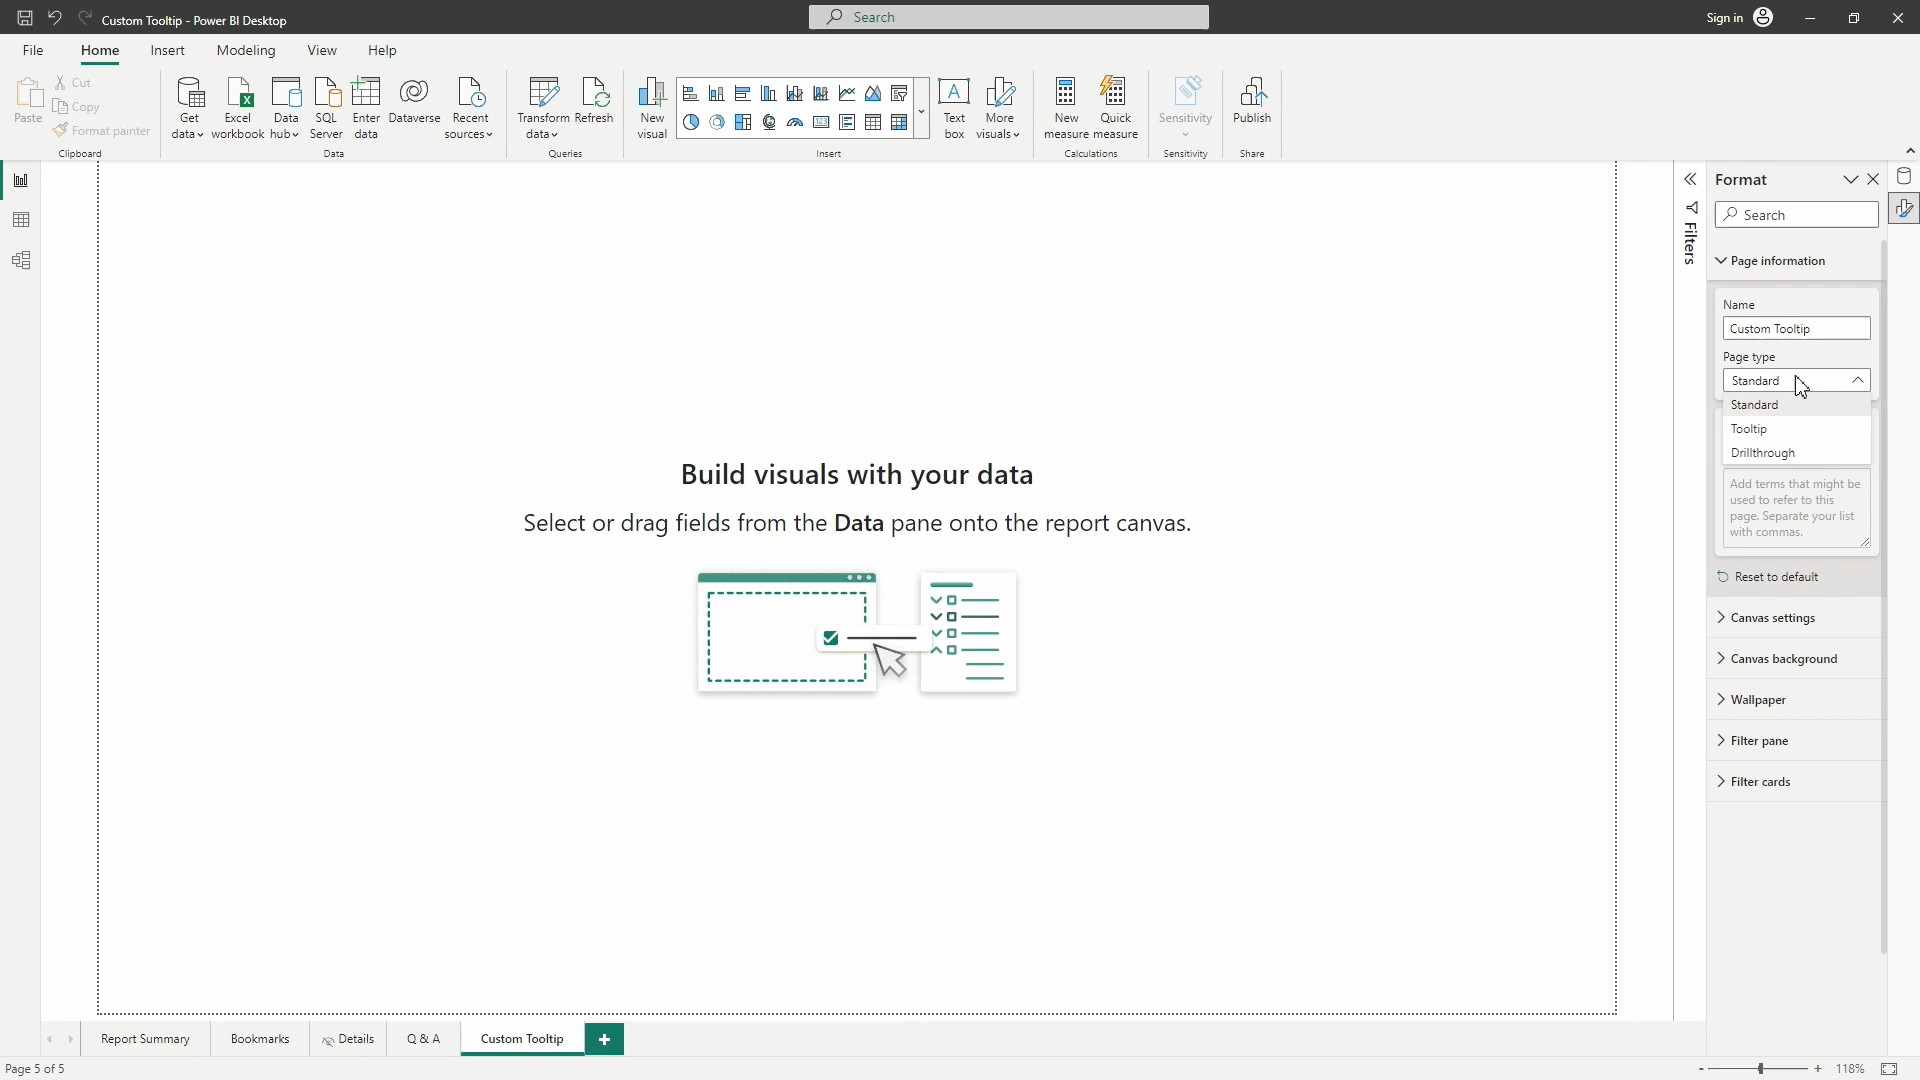 Custom Tooltip - Power BI Desktop
Search
Sign in
File
Home
Insert
Modeling
View
Help
Paste
Cut
Copy
Format painter
Clipboard
Get data
Excel workbook
Data hub
SQL Server
Enter data
Dataverse
Recent sources
Data
Transform data
Refresh
Queries
New visual
Text box
More visuals
Insert
New measure
Quick measure
Calculations
Sensitivity
Sensitivity
Publish
Share
Build visuals with your data
Select or drag fields from the Data pane onto the report canvas.
Filters
Format
Search
Page information
Name
Custom Tooltip
Page type
Standard
Standard
Tooltip
Drillthrough
Add terms that might be
used to refer to this
page. Separate your list
with commas.
Reset to default
Canvas settings
Canvas background
Wallpaper
Filter pane
Filter cards
Report Summary
Bookmarks
Details
Q & A
Custom Tooltip
Page 5 of 5
118%